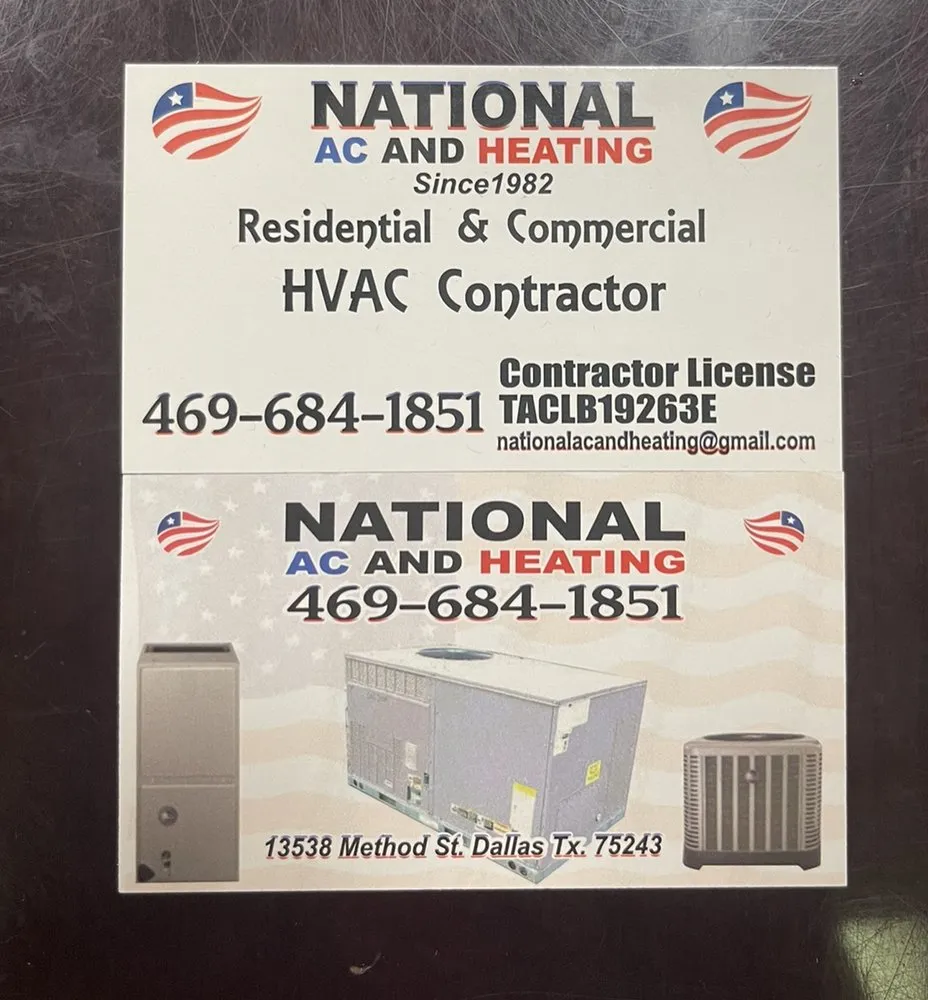 NATIONAL
AC AND HEATING
Since1982
Residential & Commercial
HVAC Contractor
469-684-1851
Contractor License
TACLB19263E
nationalacandheating@gmail.com
NATIONAL
AC AND HEATING
469-684-1851
13538 Method St. Dallas Tx. 75243